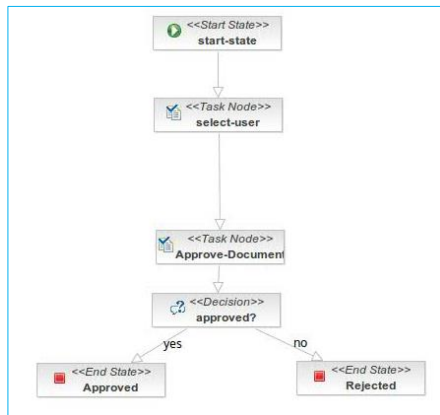 <<Start State>>
start-state
<<Task Node>>
select-user
<<Task Node>>
Approve-Document
<<Decision>>
approved?
yes
no
<<End State>>
Approved
<<End State>>
Rejected